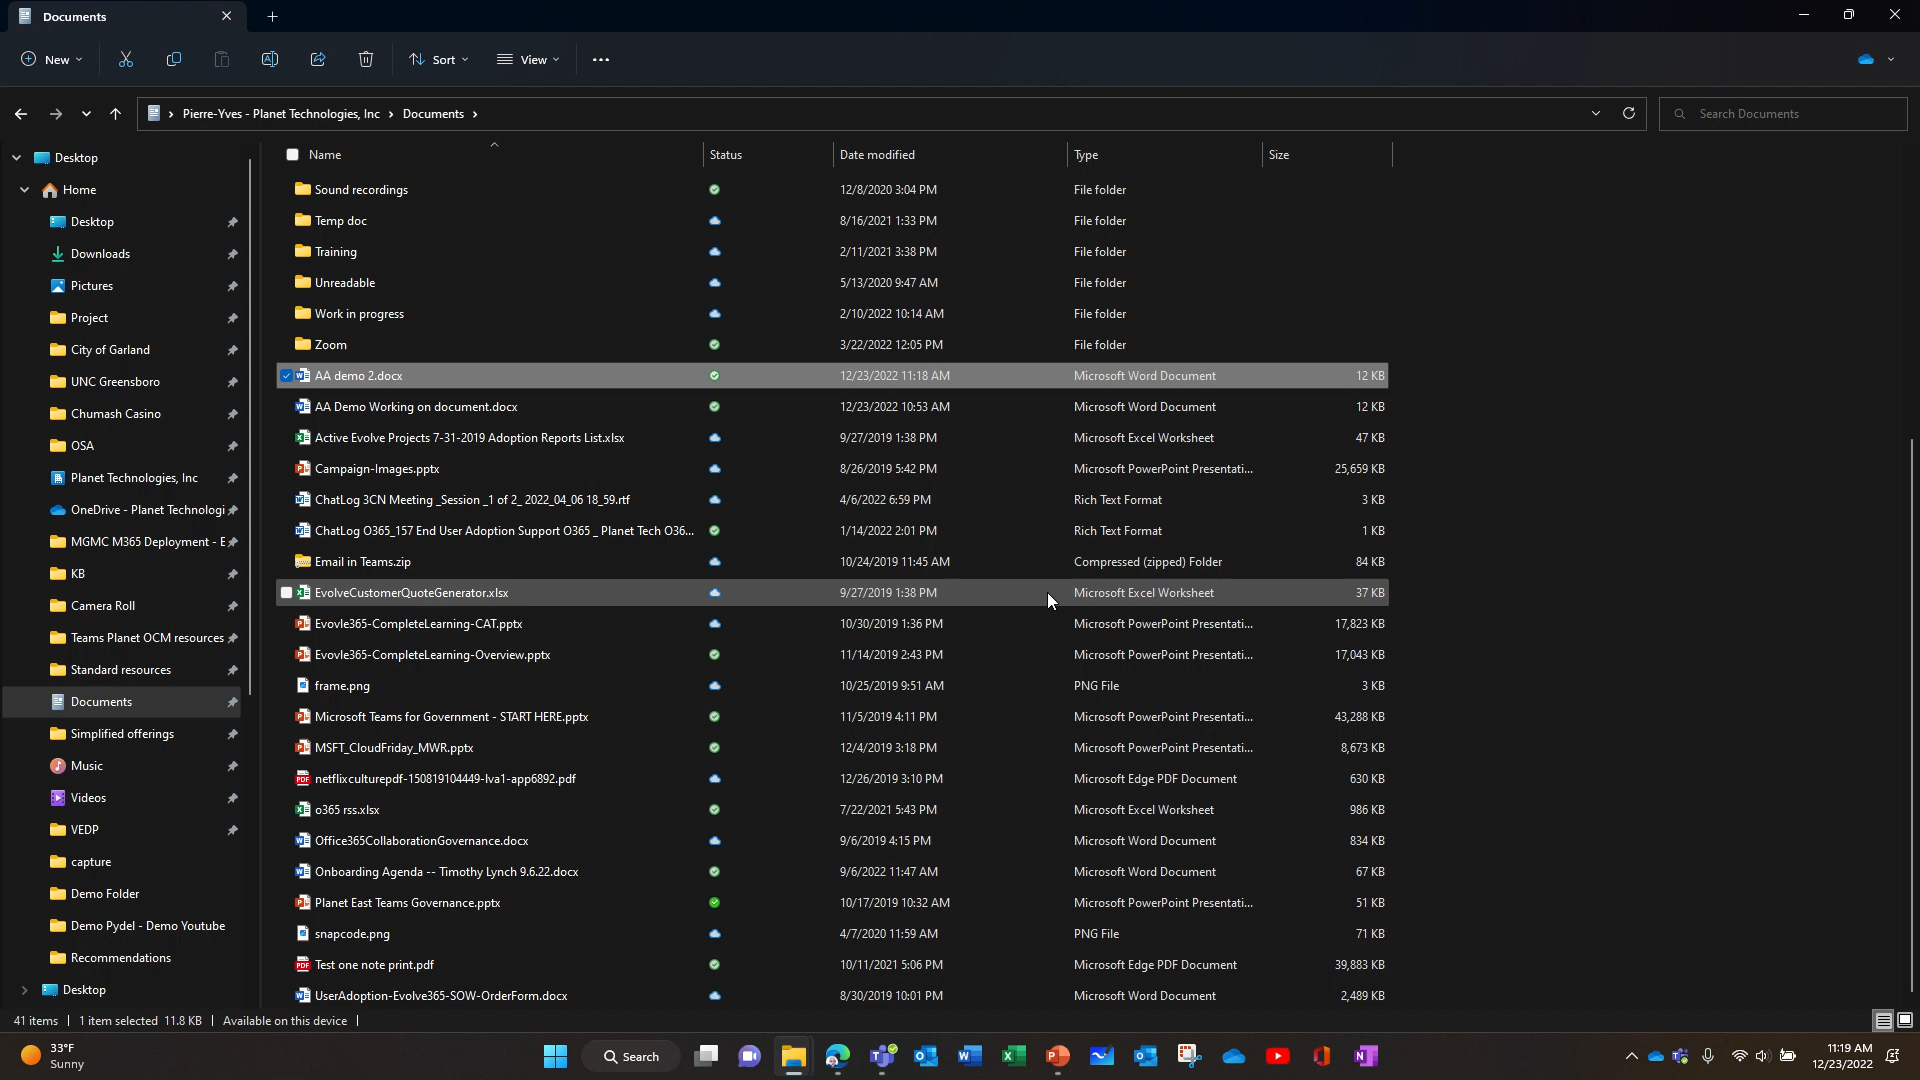 Documents
New
Sort
View
Pierre-Yves - Planet Technologies, Inc > Documents >
Search Documents
Name Status Date modified Type Size
Desktop
Home
Desktop
Downloads
Pictures
Project
City of Garland
UNC Greensboro
Chumash Casino
OSA
Planet Technologies, Inc
OneDrive - Planet Technologi
MGMC M365 Deployment - E
KB
Camera Roll
Teams Planet OCM resources
Standard resources
Documents
Simplified offerings
Music
Videos
VEDP
capture
Demo Folder
Demo Pydel - Demo Youtube
Recommendations
Desktop
Sound recordings 12/8/2020 3:04 PM File folder
Temp doc 8/16/2021 1:33 PM File folder
Training 2/11/2021 3:38 PM File folder
Unreadable 5/13/2020 9:47 AM File folder
Work in progress 2/10/2022 10:14 AM File folder
Zoom 3/22/2022 12:05 PM File folder
AA demo 2.docx 12/23/2022 11:18 AM Microsoft Word Document 12 KB
AA Demo Working on document.docx 12/23/2022 10:53 AM Microsoft Word Document 12 KB
Active Evolve Projects 7-31-2019 Adoption Reports List.xlsx 9/27/2019 1:38 PM Microsoft Excel Worksheet 47 KB
Campaign-Images.pptx 8/26/2019 5:42 PM Microsoft PowerPoint Presentati... 25,659 KB
ChatLog 3CN Meeting _Session _1 of 2_ 2022_04_06 18_59.rtf 4/6/2022 6:59 PM Rich Text Format 3 KB
ChatLog O365_157 End User Adoption Support O365 _ Planet Tech O36... 1/14/2022 2:01 PM Rich Text Format 1 KB
Email in Teams.zip 10/24/2019 11:45 AM Compressed (zipped) Folder 84 KB
EvolveCustomerQuoteGenerator.xlsx 9/27/2019 1:38 PM Microsoft Excel Worksheet 37 KB
Evovle365-CompleteLearning-CAT.pptx 10/30/2019 1:36 PM Microsoft PowerPoint Presentati... 17,823 KB
Evovle365-CompleteLearning-Overview.pptx 11/14/2019 2:43 PM Microsoft PowerPoint Presentati... 17,043 KB
frame.png 10/25/2019 9:51 AM PNG File 3 KB
Microsoft Teams for Government - START HERE.pptx 11/5/2019 4:11 PM Microsoft PowerPoint Presentati... 43,288 KB
MSFT_CloudFriday_MWR.pptx 12/4/2019 3:18 PM Microsoft PowerPoint Presentati... 8,673 KB
netflixculturepdf-150819104449-lva1-app6892.pdf 12/26/2019 3:10 PM Microsoft Edge PDF Document 630 KB
o365 rss.xlsx 7/22/2021 5:43 PM Microsoft Excel Worksheet 986 KB
Office365CollaborationGovernance.docx 9/6/2019 4:15 PM Microsoft Word Document 834 KB
Onboarding Agenda -- Timothy Lynch 9.6.22.docx 9/6/2022 11:47 AM Microsoft Word Document 67 KB
Planet East Teams Governance.pptx 10/17/2019 10:32 AM Microsoft PowerPoint Presentati... 51 KB
snapcode.png 4/7/2020 11:59 AM PNG File 71 KB
Test one note print.pdf 10/11/2021 5:06 PM Microsoft Edge PDF Document 39,883 KB
UserAdoption-Evolve365-SOW-OrderForm.docx 8/30/2019 10:01 PM Microsoft Word Document 2,489 KB
41 items 1 item selected 11.8 KB Available on this device
33°F
Sunny
Search
11:19 AM
12/23/2022